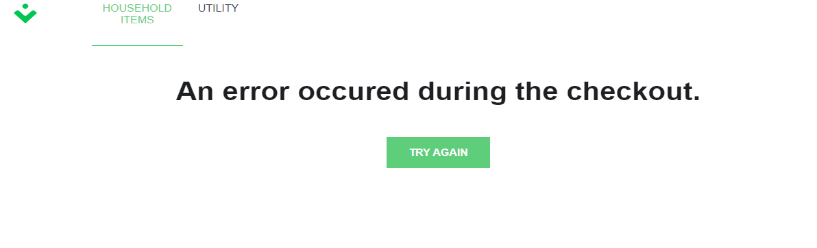 HOUSEHOLD
ITEMS
UTILITY
An error occured during the checkout.
TRY AGAIN